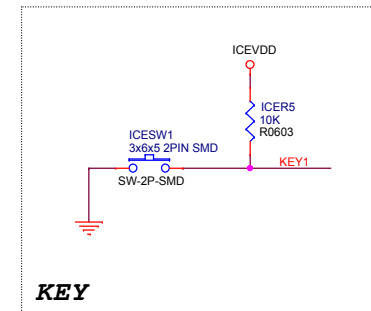 ICEVDD
ICER5
10K
R0603
ICESW1
3x6x5 2PIN SMD
KEY1
SW-2P-SMD
KEY